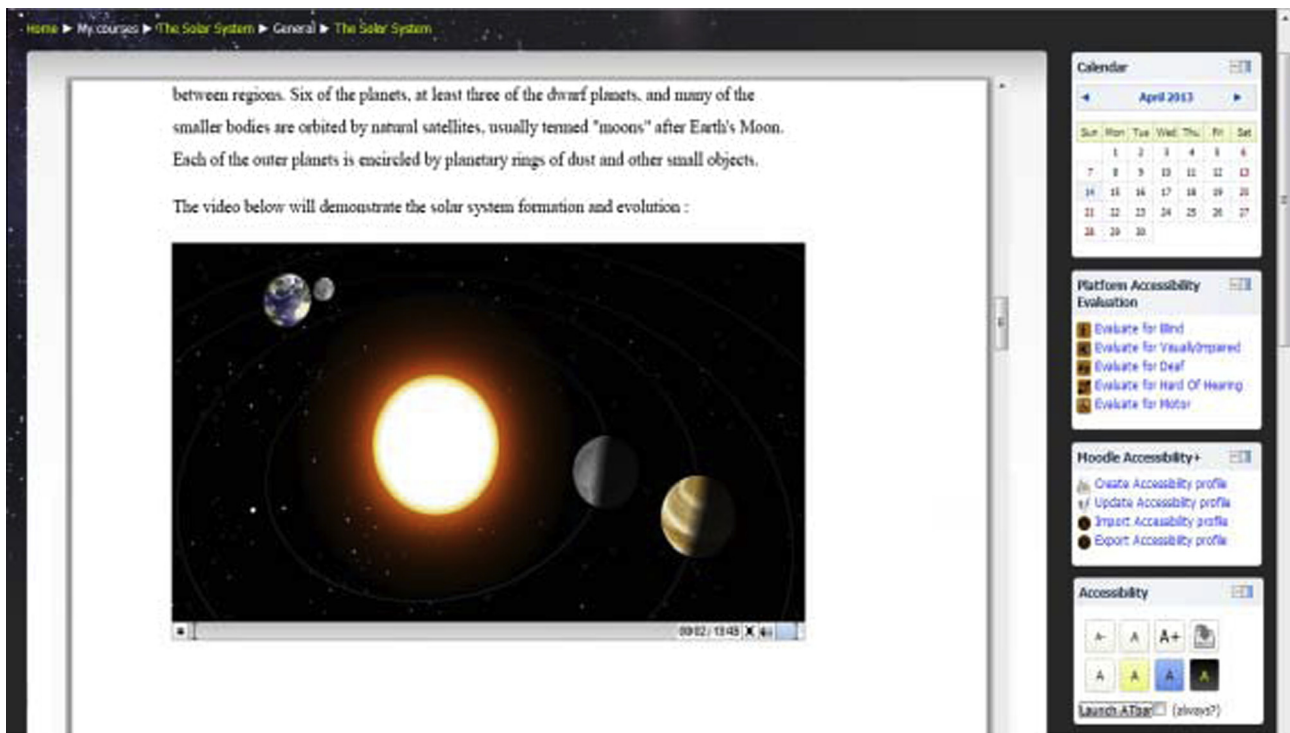 Home ► My courses ► The Solar System ► General ► The Solar System
between regions. Six of the planets, at least three of the dwarf planets, and many of the
smaller bodies are orbited by natural satellites, usually termed "moons" after Earth's Moon.
Each of the outer planets is encircled by planetary rings of dust and other small objects.
The video below will demonstrate the solar system formation and evolution :
00:02 / 13:45
Calendar
◄ April 2013 ►
Sun Mon Tue Wed Thu Fri Sat
1 2 3 4 5 6
7 8 9 10 11 12 13
14 15 16 17 18 19 20
21 22 23 24 25 26 27
28 29 30
Platform Accessibility
Evaluation
Evaluate for Blind
Evaluate for VisuallyImpared
Evaluate for Deaf
Evaluate for Hard Of Hearing
Evaluate for Motor
Moodle Accessibility+
Create Accessibility profile
Update Accessibility profile
Import Accessibility profile
Export Accessibility profile
Accessibility
A- A A+
A A A A
Launch ATbar (always?)